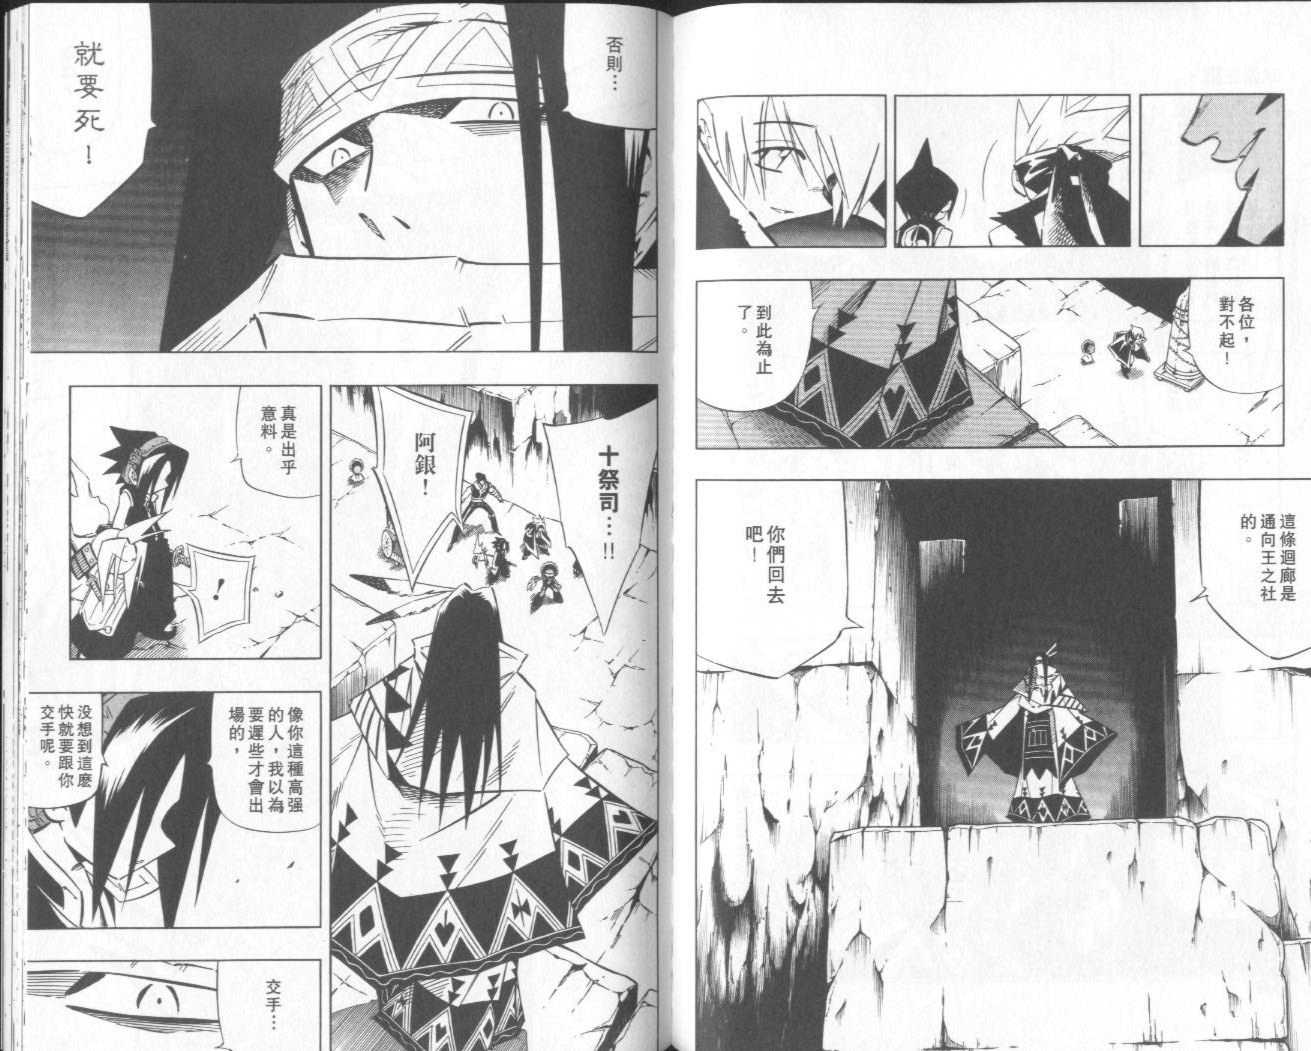 各位，
對不起！
到此為止
了。
這條迴廊是
通向王之社
的。
你們回去
吧！
否則…
就要死！
十祭司…!!
阿銀！
真是出乎
意料。
！
像你這種高强
的人，我以為
要遲些才會出
場的，
没想到這麼
快就要跟你
交手呢。
交手…